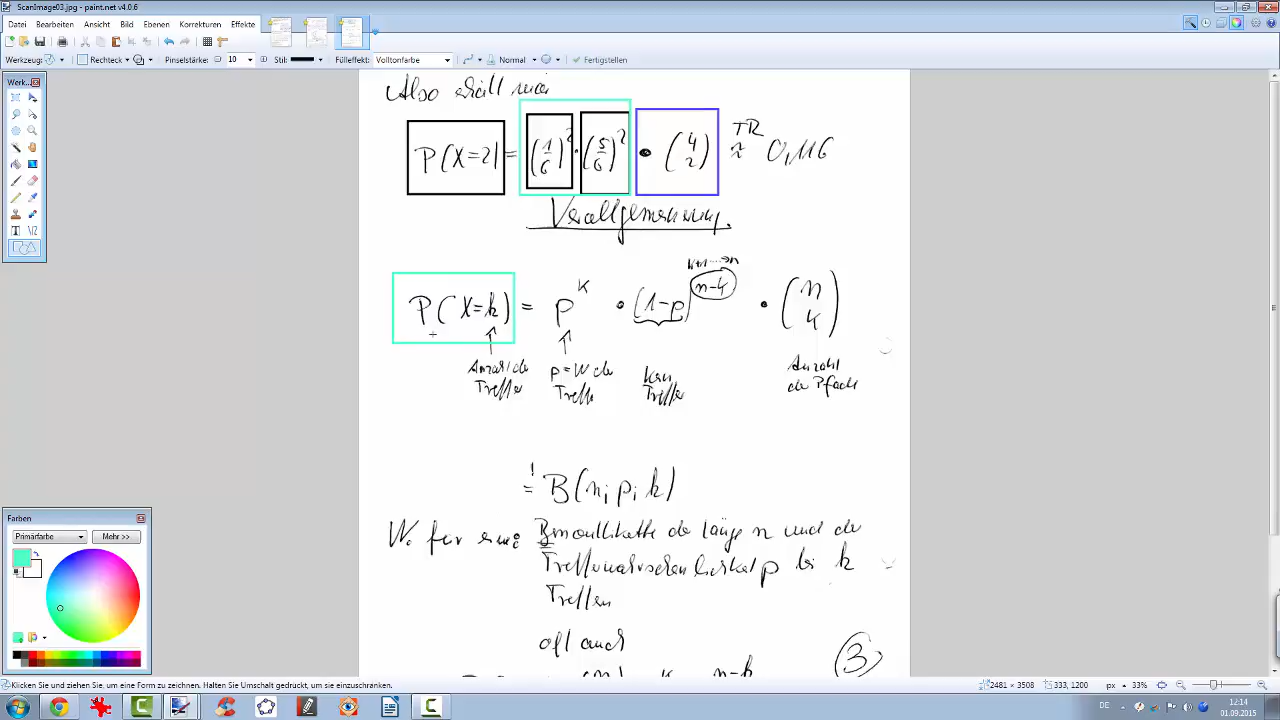 ScanImage03.jpg - paint.net v4.0.6
Datei Bearbeiten Ansicht Bild Ebenen Korrekturen Effekte
Werkzeug: Rechteck Pinselstärke: 10 Stil: Fülleffekt: Volltonfarbe Normal Fertigstellen
Werk...
Also erhält man
P(X=2) = (1/6)² · (5/6)² · (4 2) TR ≈ 0,116
Verallgemeinerung.
k+1 ... → n
P(X=k) = p^k · (1-p)^n-k · (n k)
Anzahl der Treffer
p = W der Treffer
Kein Treffer
Anzahl der Pfade
! = B(n; p; k)
W. für eine Bernoullikette der Länge n und der
Trefferwahrscheinlichkeit p bei k
Treffern
oft auch
3
n-k
Farben
Primärfarbe Mehr >>
Klicken Sie und ziehen Sie, um eine Form zu zeichnen. Halten Sie Umschalt gedrückt, um sie einzuschränken.
2481 × 3508 333, 1200 px 33%
DE 12:14
01.09.2015